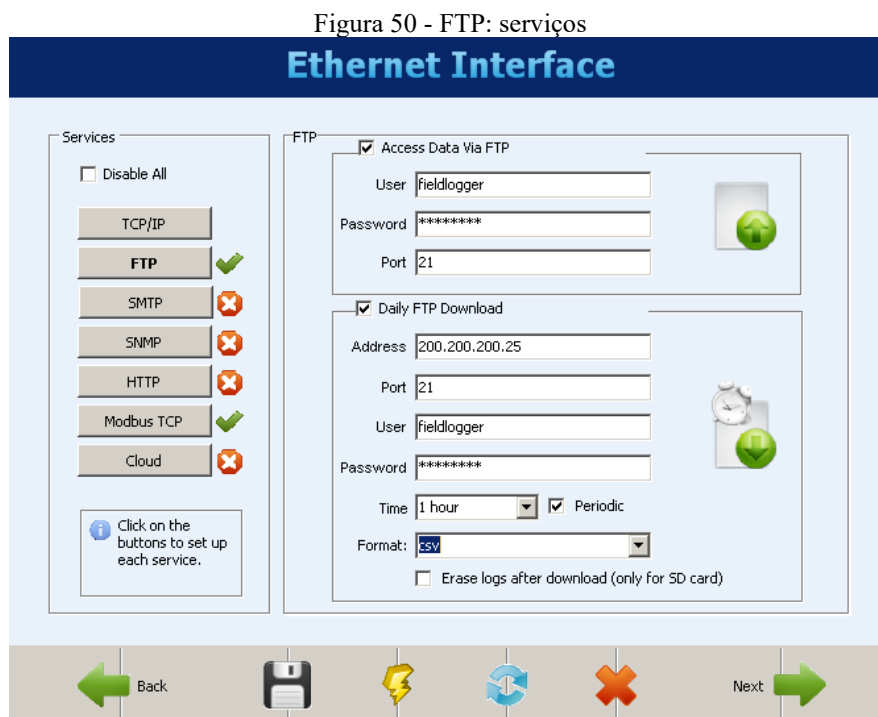 Figura 50 - FTP: serviços
Ethernet Interface
Services
Disable All
TCP/IP
FTP
SMTP
SNMP
HTTP
Modbus TCP
Cloud
Click on the
buttons to set up
each service.
FTP
Access Data Via FTP
User fieldlogger
Password ********
Port 21
Daily FTP Download
Address 200.200.200.25
Port 21
User fieldlogger
Password ********
Time 1 hour Periodic
Format: csv
Erase logs after download (only for SD card)
Back
Next